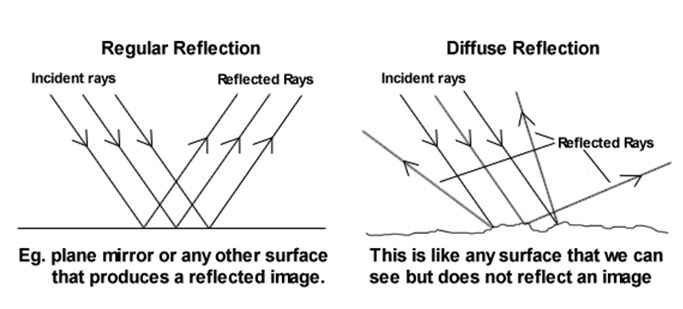 Regular Reflection
Incident rays
Reflected Rays
Eg. plane mirror or any other surface
that produces a reflected image.
Diffuse Reflection
Incident rays
Reflected Rays
This is like any surface that we can
see but does not reflect an image